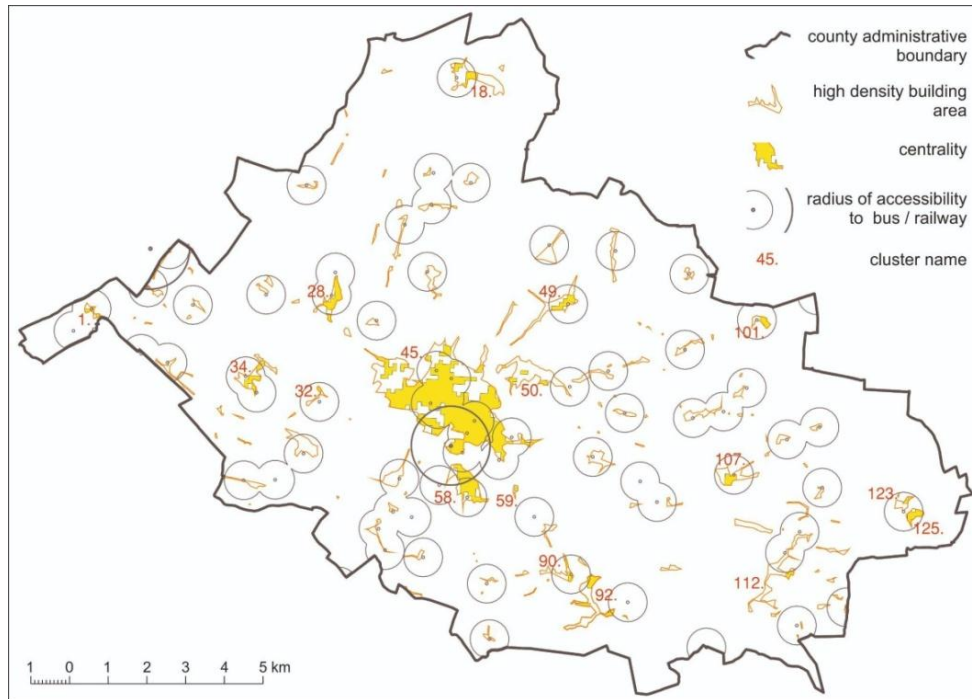 county administrative
boundary
high density building
area
centrality
radius of accessibility
to bus / railway
45. cluster name
18.
28.
49.
1.
101.
45.
34.
50.
32.
107.
58.
59.
123.
125.
90.
92.
112.
1 0 1 2 3 4 5 km